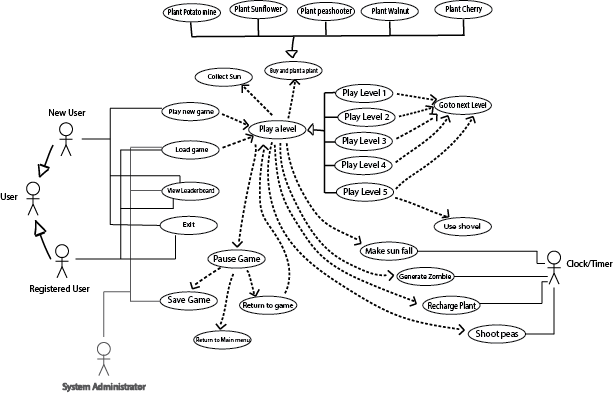 Plant Potato mine
Plant Sunflower
Plant peashooter
Plant Walnut
Plant Cherry
Collect Sun
Buy and plant a plant
Play Level 1
Go to next Level
New User
Play new game
Play Level 2
Play a level
Play Level 3
Load game
Play Level 4
User
View Leaderboard
Play Level 5
Exit
Use shovel
Make sun fall
Pause Game
Clock/Timer
Generate Zombie
Registered User
Save Game
Return to game
Recharge Plant
Return to Main menu
Shoot peas
System Administrator